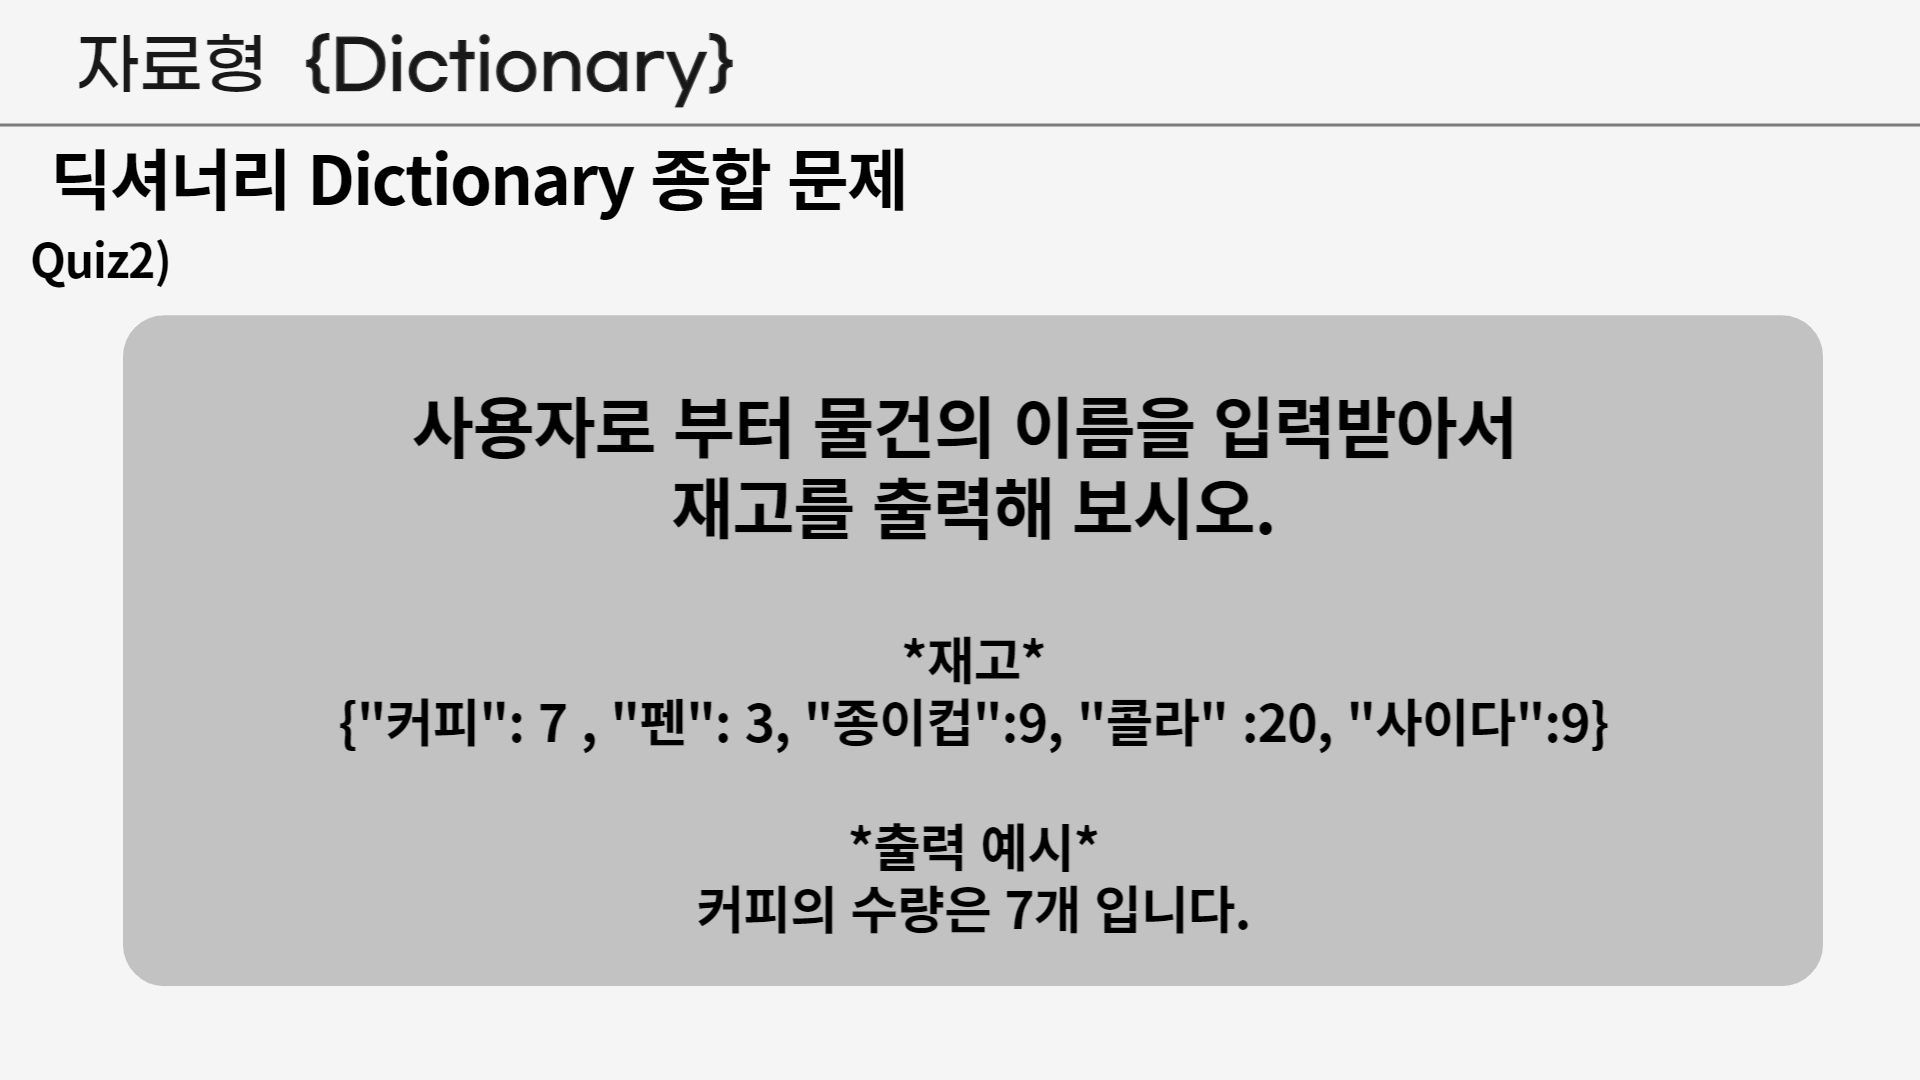 자료형 {Dictionary}
딕셔너리 Dictionary 종합 문제
Quiz2)
사용자로 부터 물건의 이름을 입력받아서
재고를 출력해 보시오.
*재고*
{"커피": 7 , "펜": 3, "종이컵":9, "콜라" :20, "사이다":9}
*출력 예시*
커피의 수량은 7개 입니다.